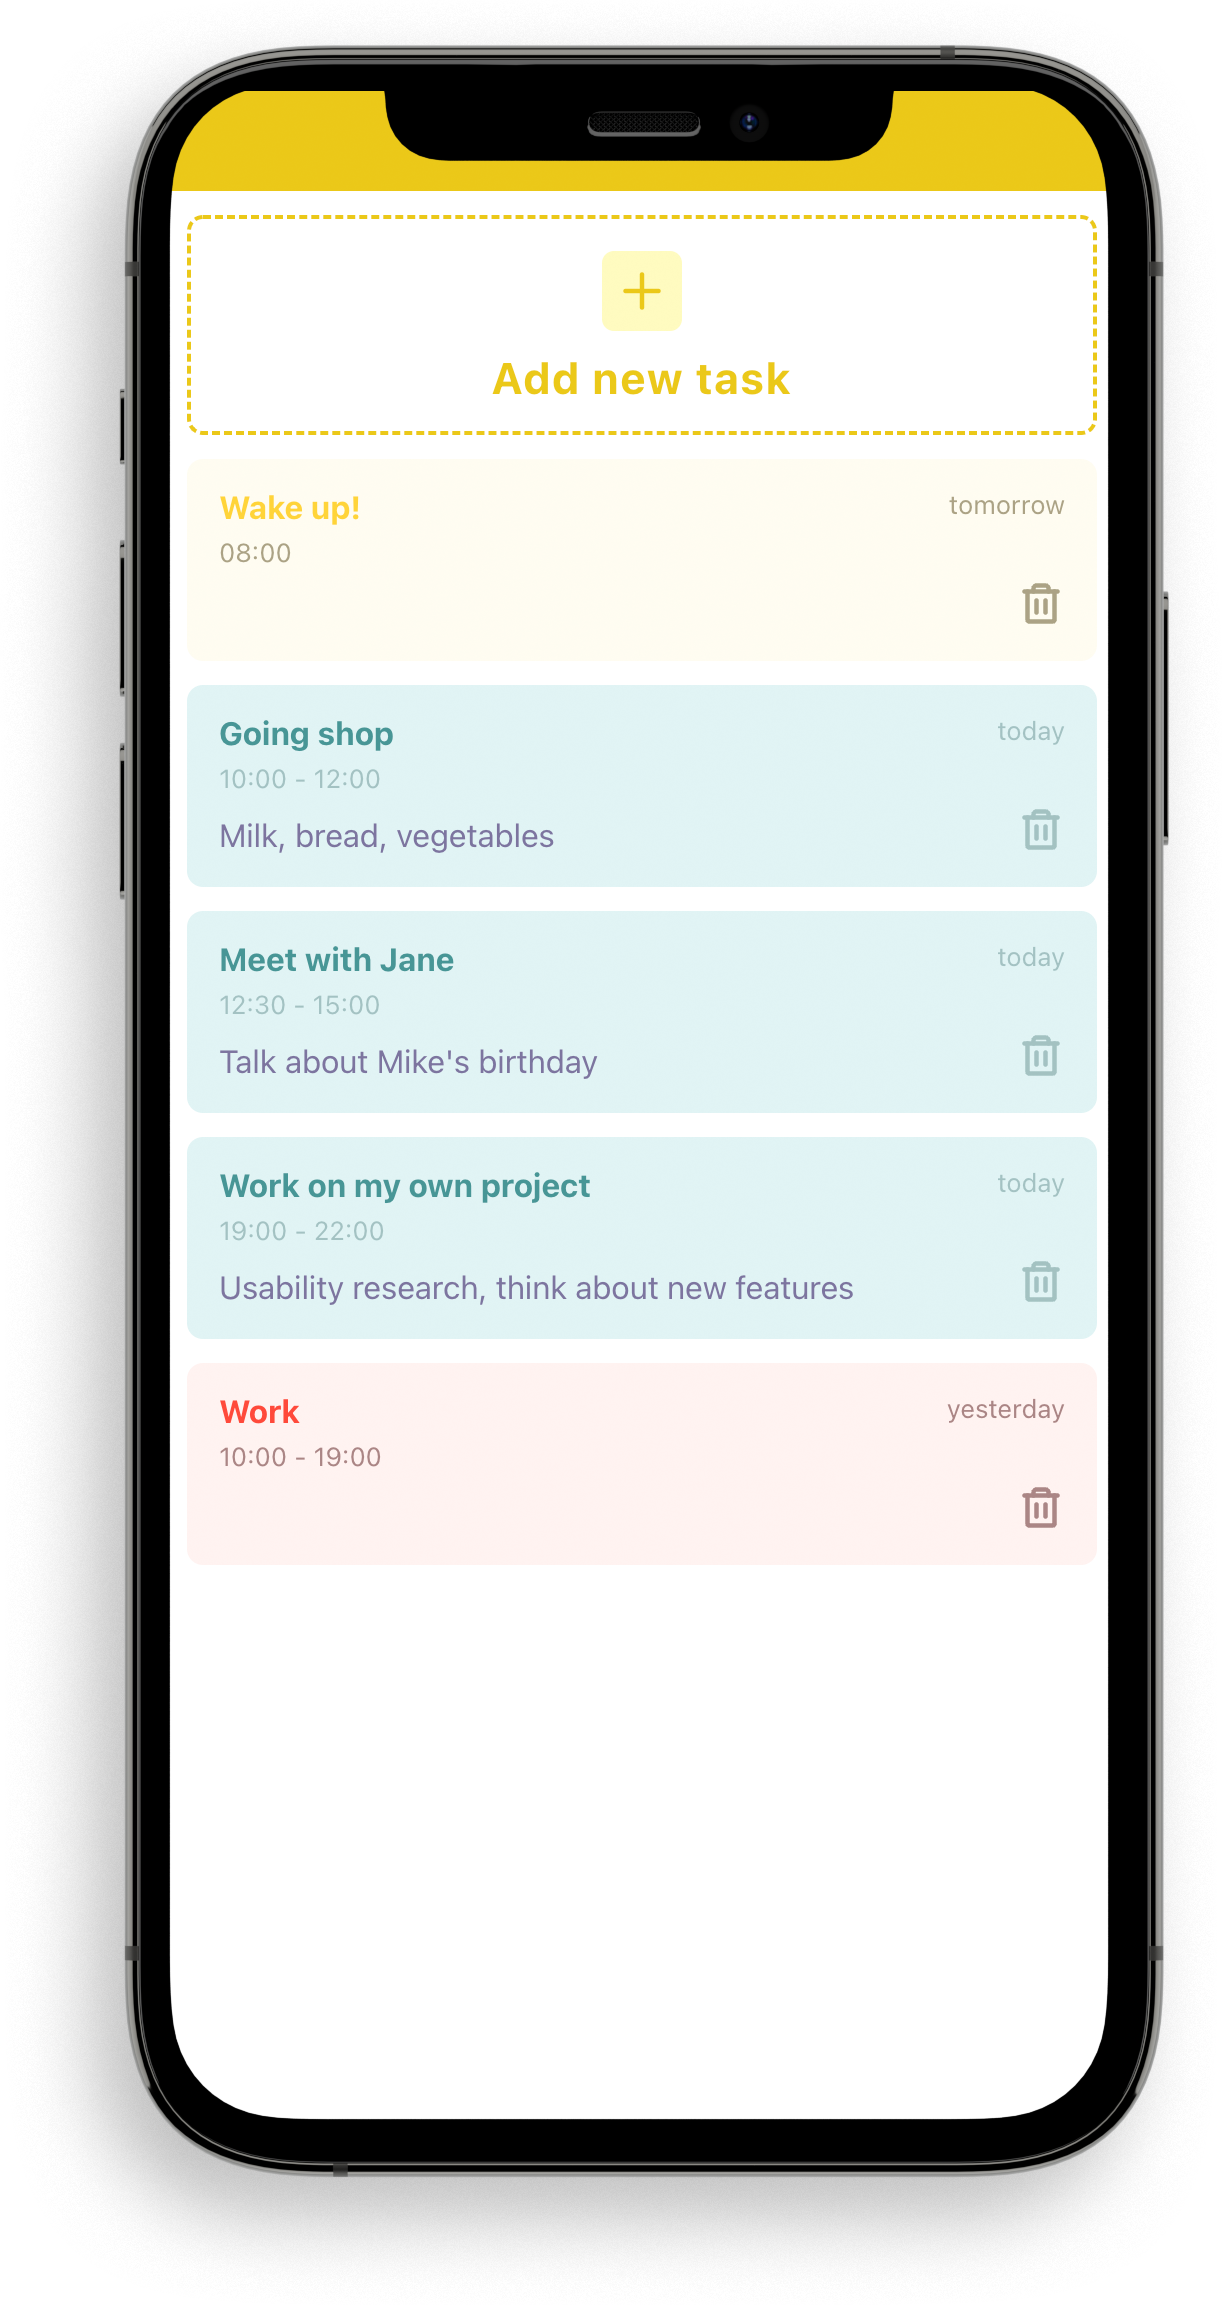 Add new task
Wake up!
tomorrow
08:00
Going shop
today
10:00 - 12:00
Milk, bread, vegetables
Meet with Jane
today
12:30 - 15:00
Talk about Mike's birthday
Work on my own project
today
19:00 - 22:00
Usability research, think about new features
Work
yesterday
10:00 - 19:00